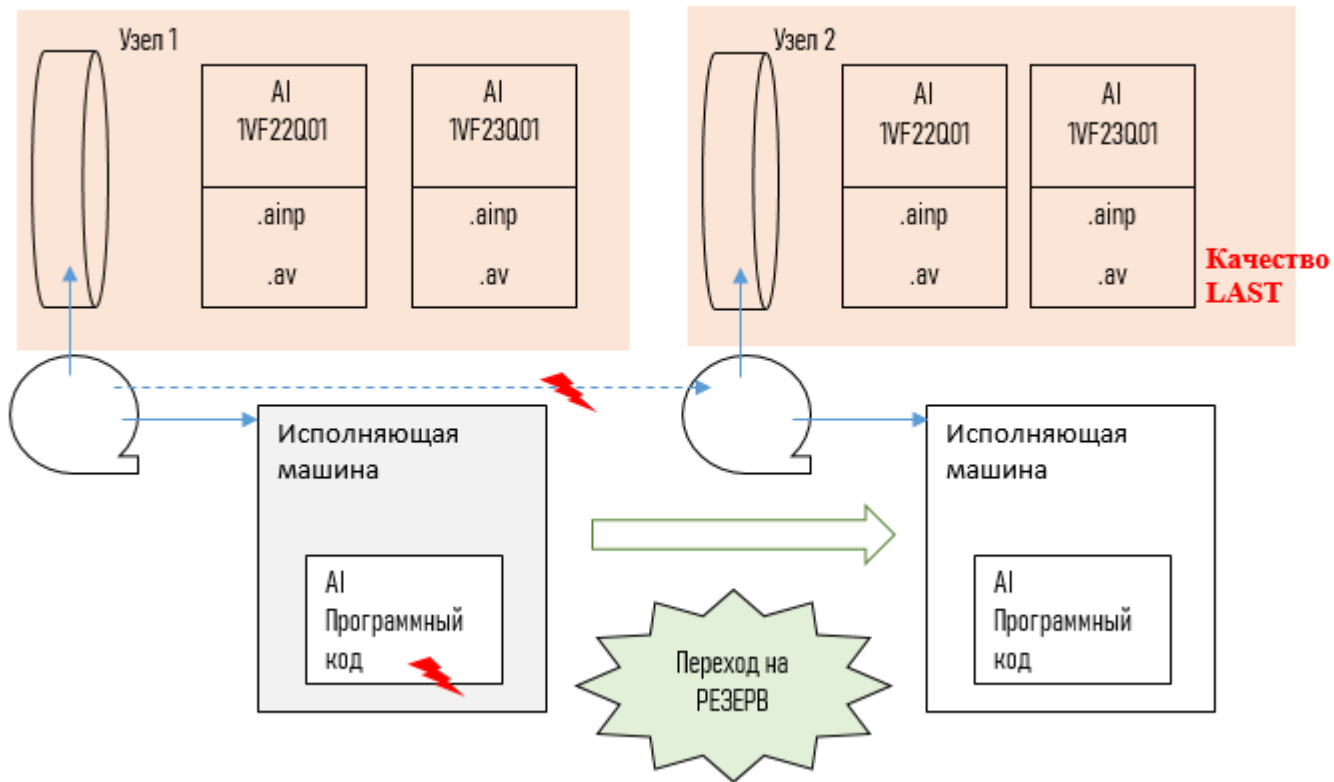 Узел 1
AI
1VF22Q01
.ainp
.av
AI
1VF23Q01
.ainp
.av
Узел 2
AI
1VF22Q01
.ainp
.av
AI
1VF23Q01
.ainp
.av
Качество
LAST
Исполняющая
машина
AI
Программный
код
Переход на
РЕЗЕРВ
Исполняющая
машина
AI
Программный
код